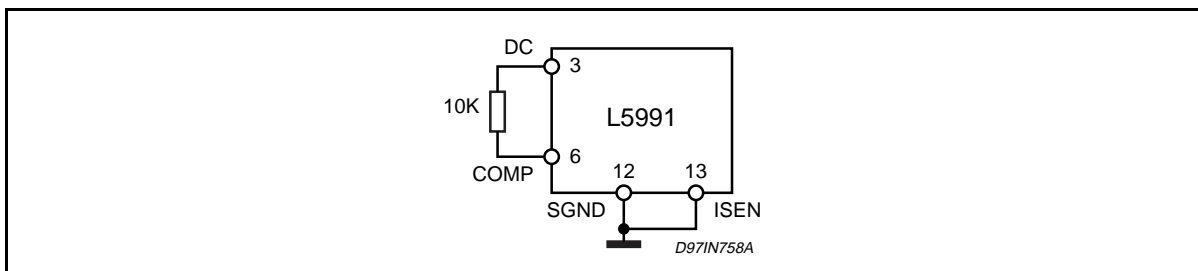 DC
3
10K
L5991
6
COMP
12 13
SGND ISEN
D97IN758A